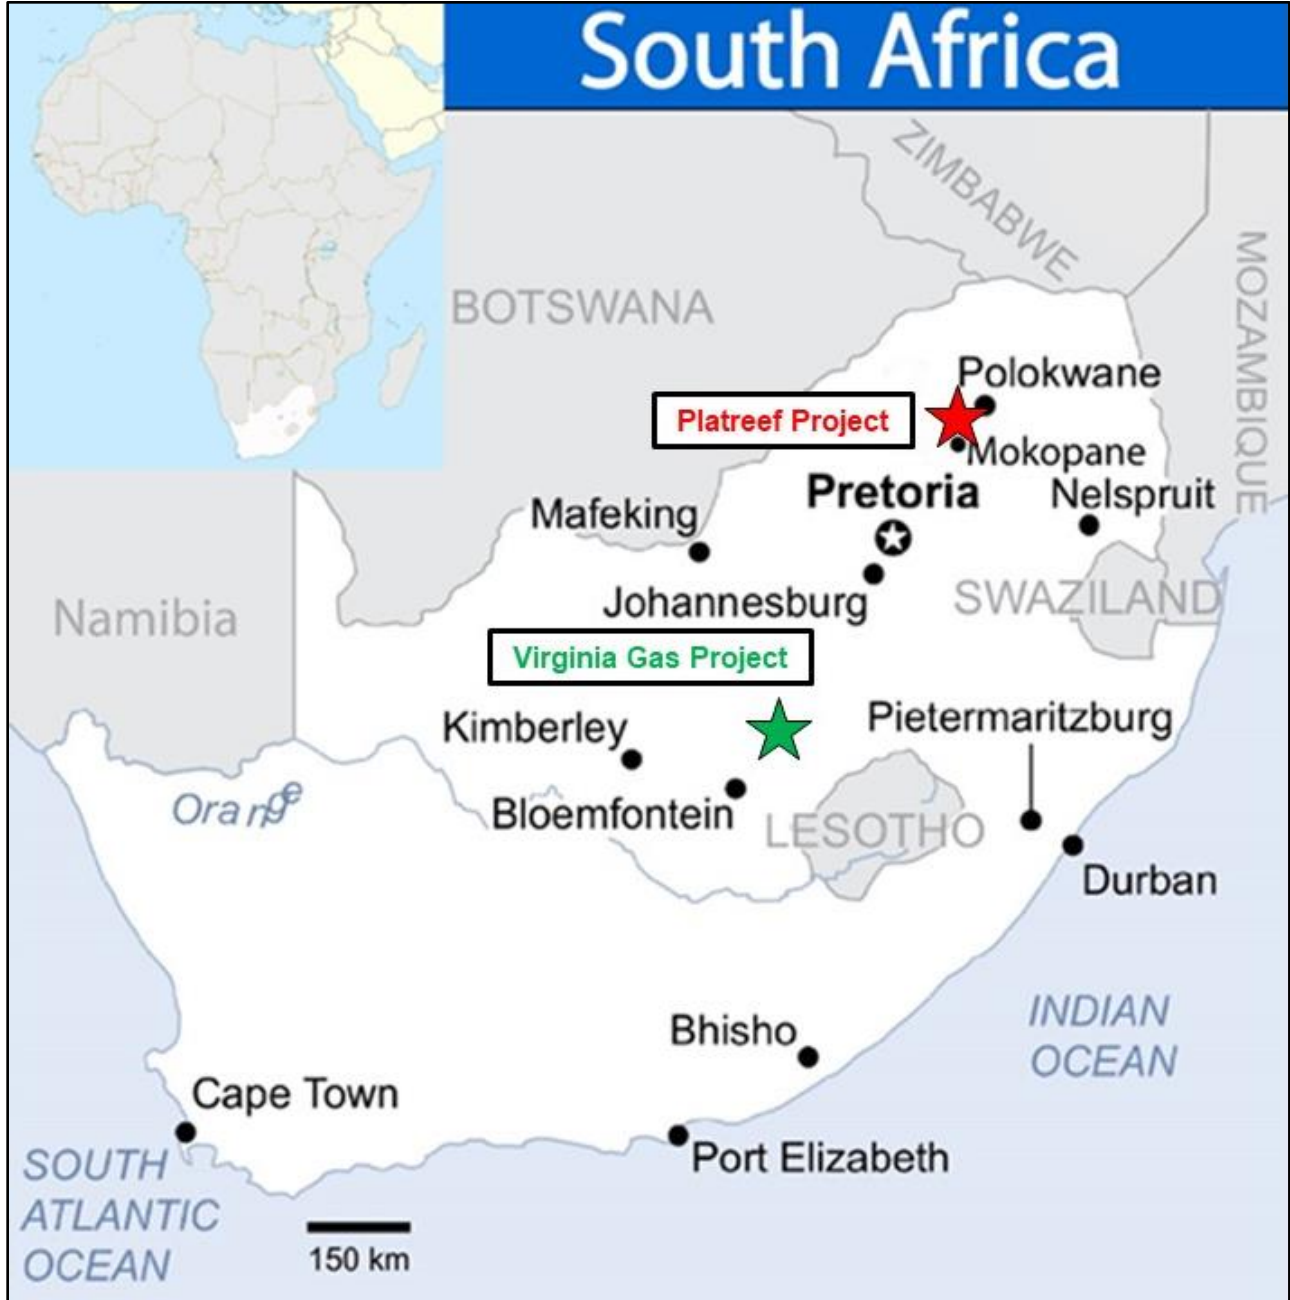 South Africa
ZIMBABWE
MOZAMBIQUE
BOTSWANA
Polokwane
Platreef Project
Mokopane
Pretoria
Nelspruit
Mafeking
Johannesburg
SWAZILAND
Namibia
Virginia Gas Project
Kimberley
Pietermaritzburg
Orange
Bloemfontein
LESOTHO
Durban
INDIAN
OCEAN
Bhisho
Cape Town
Port Elizabeth
SOUTH
ATLANTIC
OCEAN
150 km